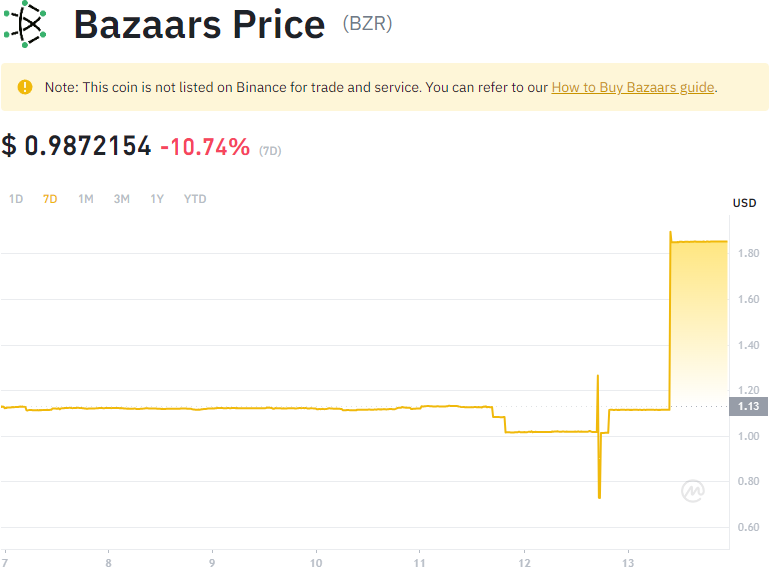 Bazaars Price (BZR)
Note: This coin is not listed on Binance for trade and service. You can refer to our How to Buy Bazaars guide.
$ 0.9872154 -10.74% (7D)
1D 7D 1M 3M 1Y YTD
USD
1.80
1.60
1.40
1.20
1.13
1.00
0.80
0.60
7 8 9 10 11 12 13